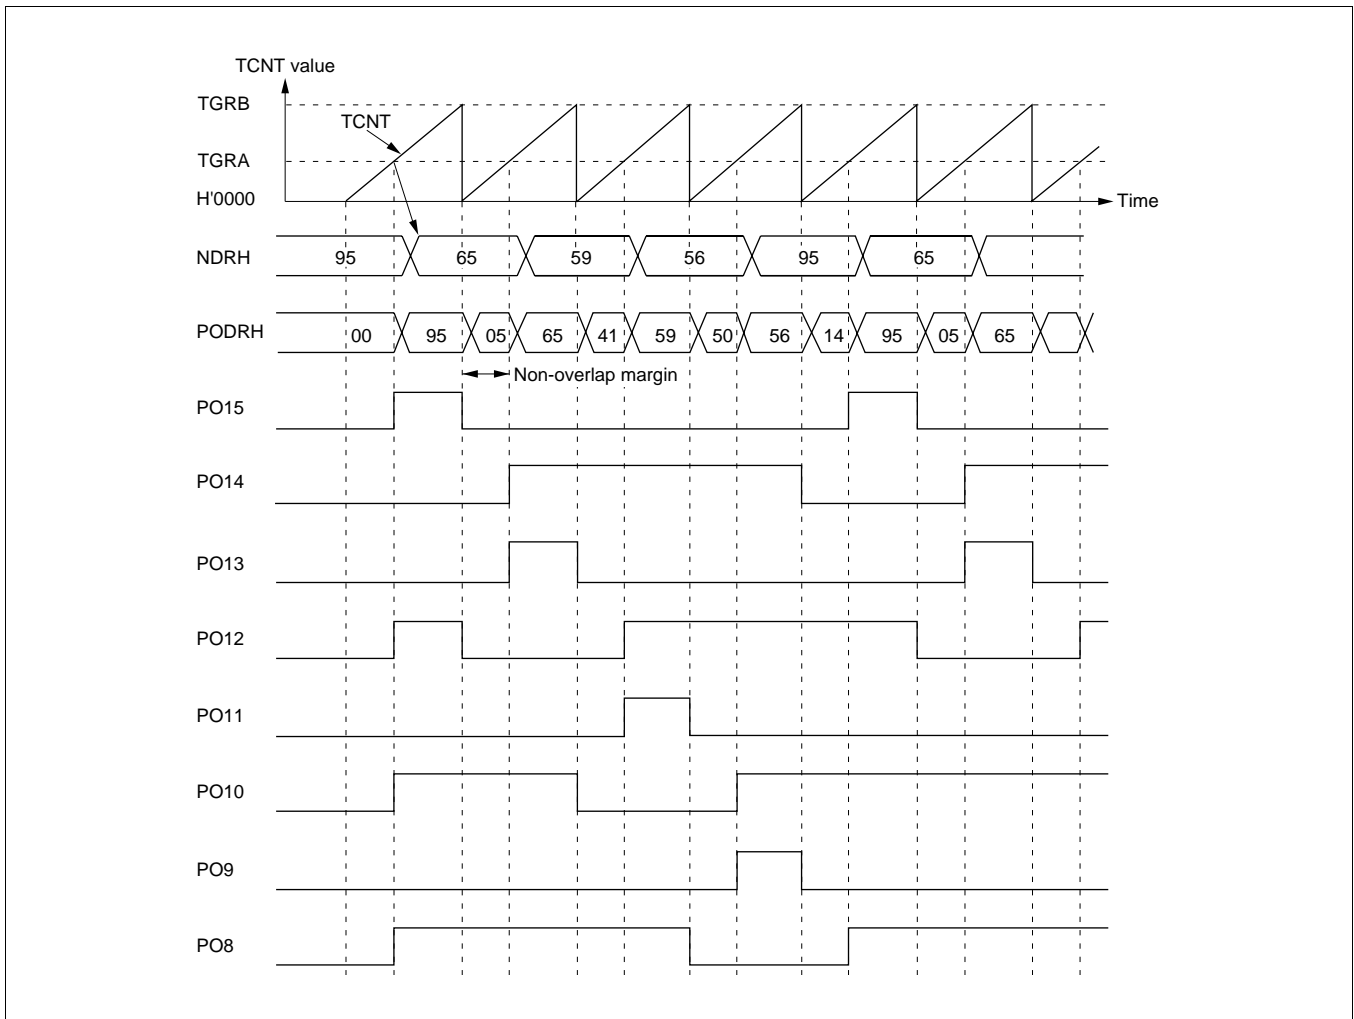 TCNT value
TGRB
TCNT
TGRA
H'0000
Time
NDRH 95 65 59 56 95 65
PODRH 00 95 05 65 41 59 50 56 14 95 05 65
Non-overlap margin
PO15
PO14
PO13
PO12
PO11
PO10
PO9
PO8